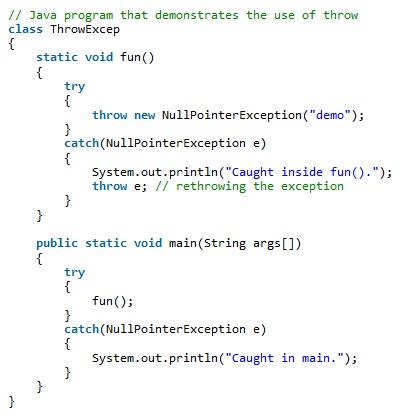 // Java program that demonstrates the use of throw
class ThrowExcep
{
    static void fun()
    {
        try
        {
            throw new NullPointerException("demo");
        }
        catch(NullPointerException e)
        {
            System.out.println("Caught inside fun().");
            throw e; // rethrowing the exception
        }
    }

    public static void main(String args[])
    {
        try
        {
            fun();
        }
        catch(NullPointerException e)
        {
            System.out.println("Caught in main.");
        }
    }
}